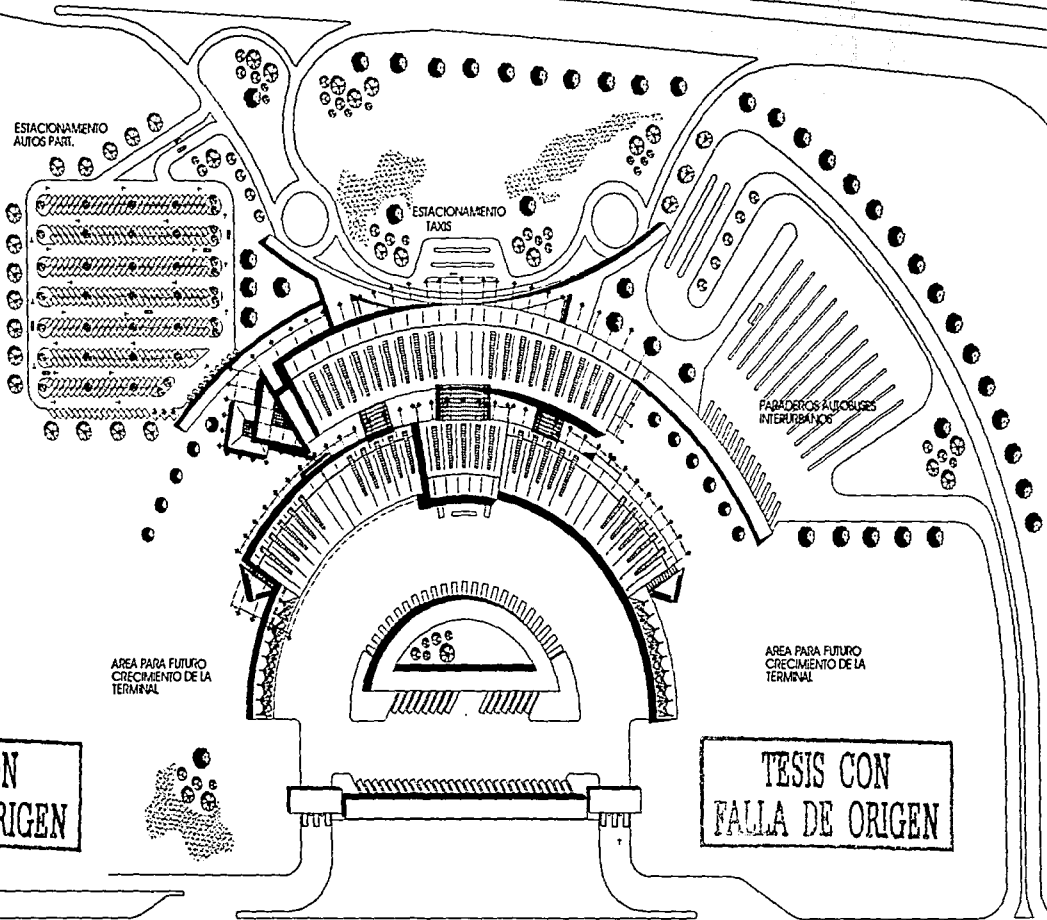 ESTACIONAMIENTO
AUTOS PART.
ESTACIONAMIENTO
TAXIS
PARADEROS AUTOBUSES
INTERURBANOS
AREA PARA FUTURO
CRECIMIENTO DE LA
TERMINAL
AREA PARA FUTURO
CRECIMIENTO DE LA
TERMINAL
N
RIGEN
TESIS CON
FALLA DE ORIGEN